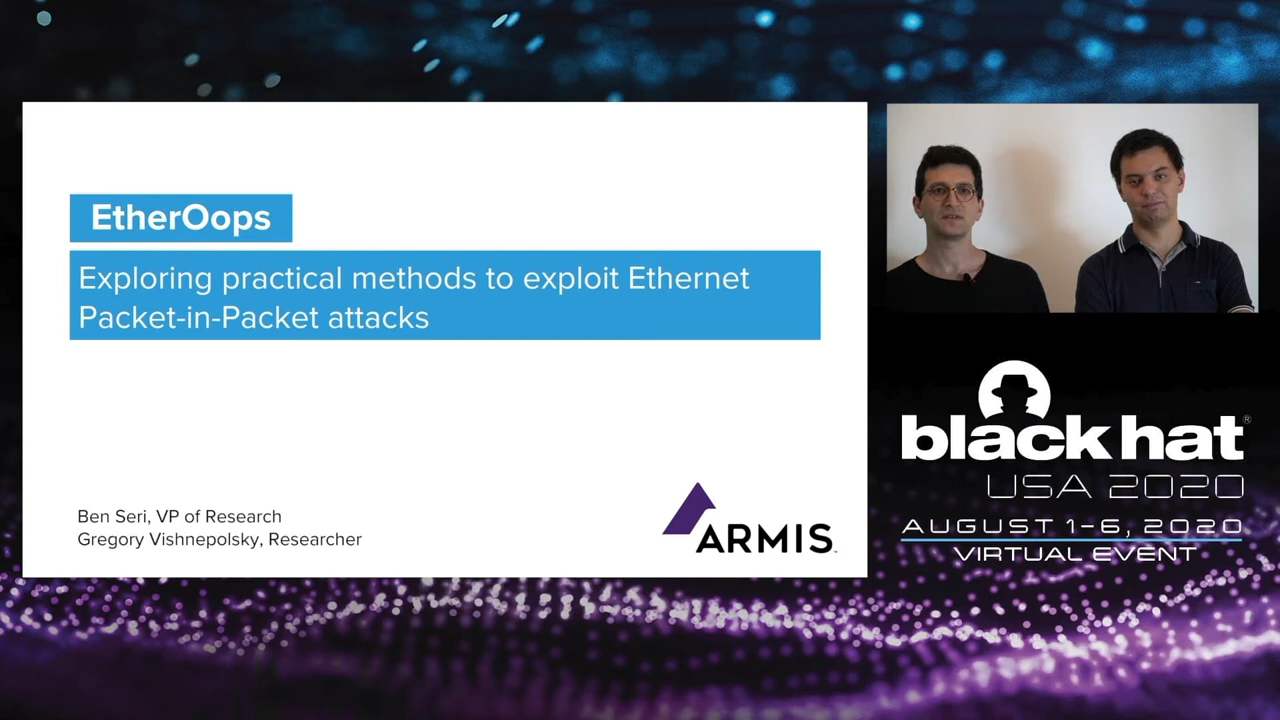 EtherOops
Exploring practical methods to exploit Ethernet
Packet-in-Packet attacks
Ben Seri, VP of Research
Gregory Vishnepolsky, Researcher
ARMIS
black hat®
USA 2020
AUGUST 1-6, 2020
VIRTUAL EVENT